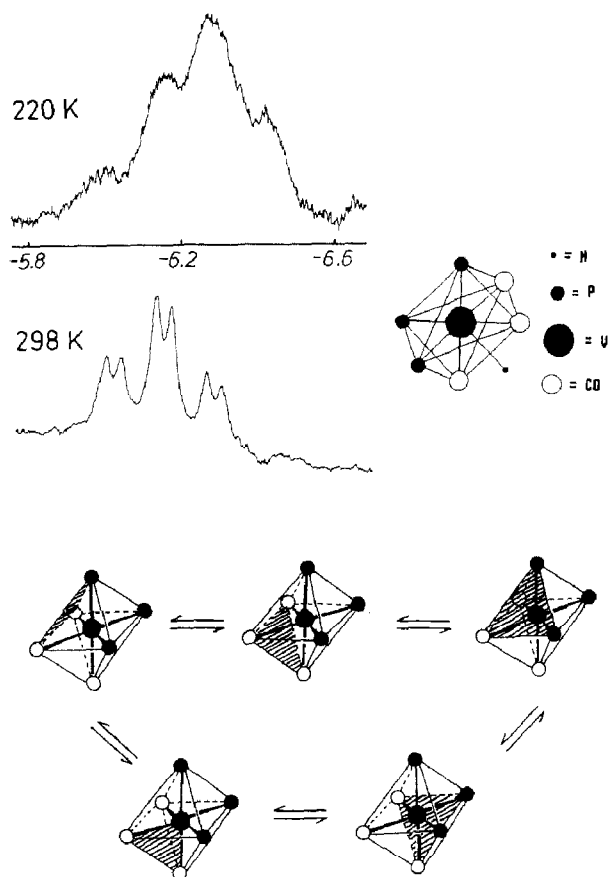 220 K
-5.8 -6.2 -6.6
298 K
= H
= P
= V
= CO